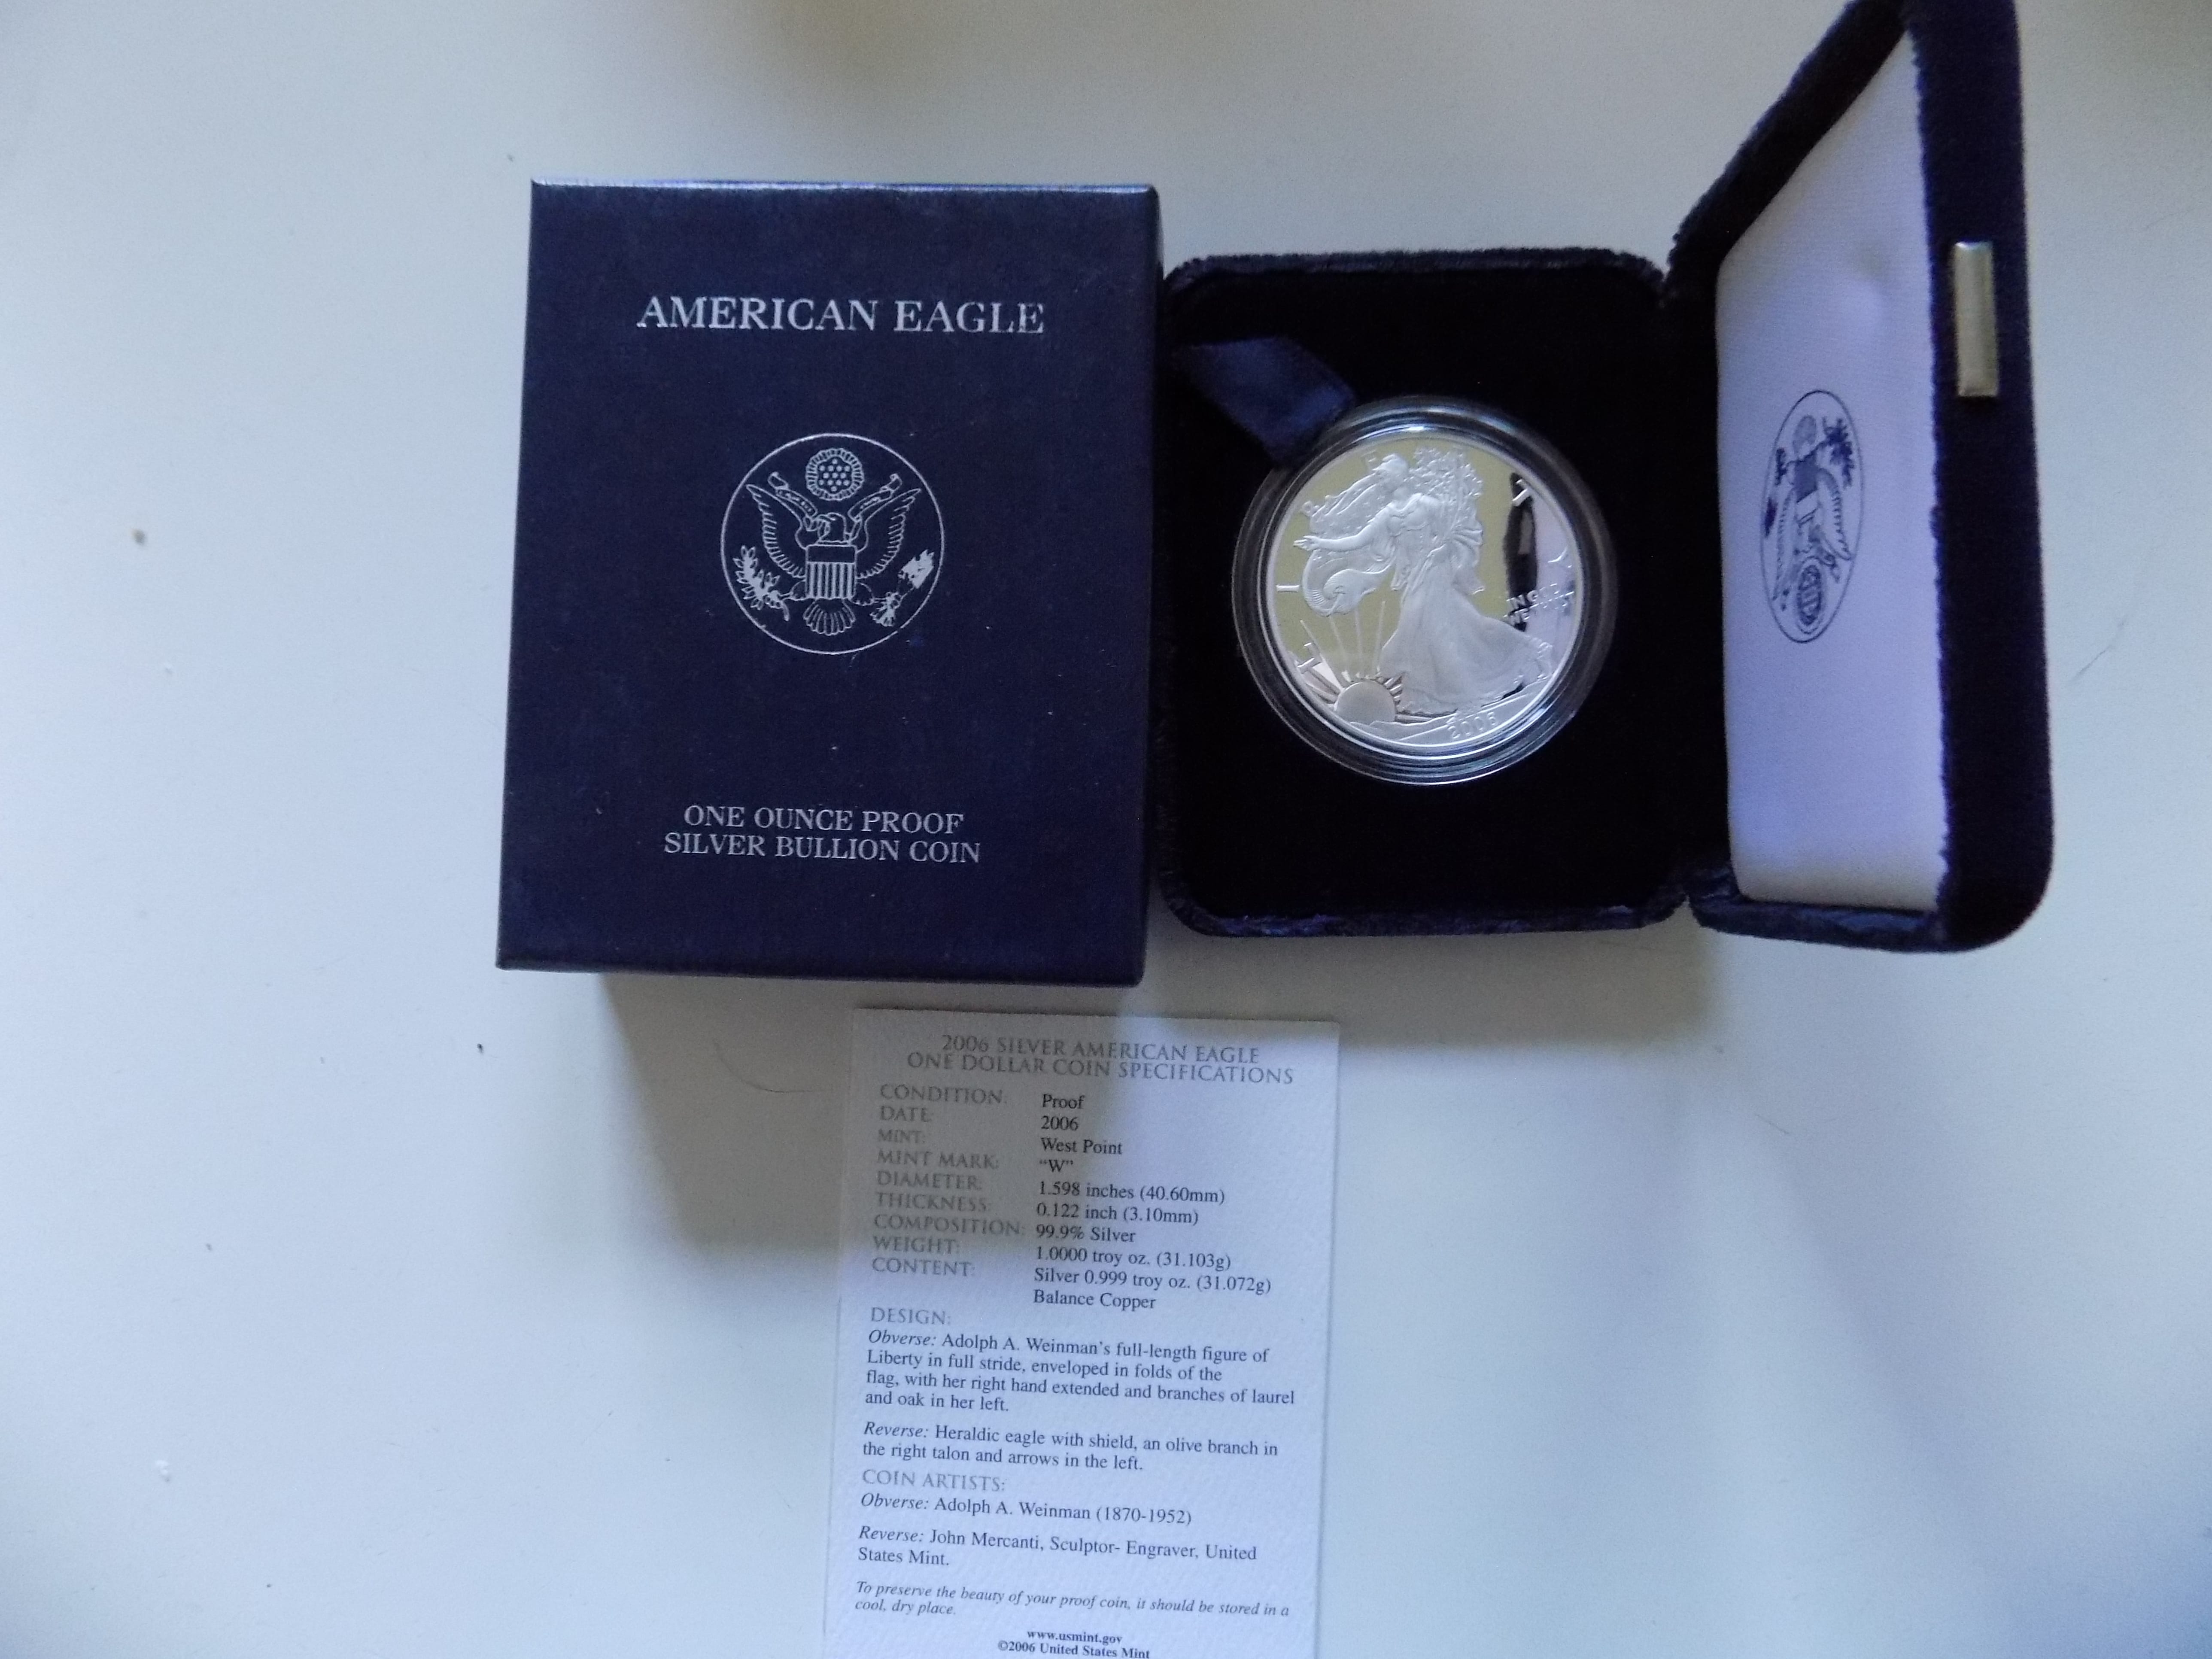 AMERICAN EAGLE
ONE OUNCE PROOF
SILVER BULLION COIN
2006
2006 SILVER AMERICAN EAGLE
ONE DOLLAR COIN SPECIFICATIONS
CONDITION: Proof
DATE: 2006
MINT: West Point
MINT MARK: “W”
DIAMETER: 1.598 inches (40.60mm)
THICKNESS: 0.122 inch (3.10mm)
COMPOSITION: 99.9% Silver
WEIGHT: 1.0000 troy oz. (31.103g)
CONTENT: Silver 0.999 troy oz. (31.072g)
Balance Copper
DESIGN:
Obverse: Adolph A. Weinman’s full-length figure of
Liberty in full stride, enveloped in folds of the
flag, with her right hand extended and branches of laurel
and oak in her left.
Reverse: Heraldic eagle with shield, an olive branch in
the right talon and arrows in the left.
COIN ARTISTS:
Obverse: Adolph A. Weinman (1870-1952)
Reverse: John Mercanti, Sculptor- Engraver, United
States Mint.
To preserve the beauty of your proof coin, it should be stored in a
cool, dry place.
www.usmint.gov
©2006 United States Mint